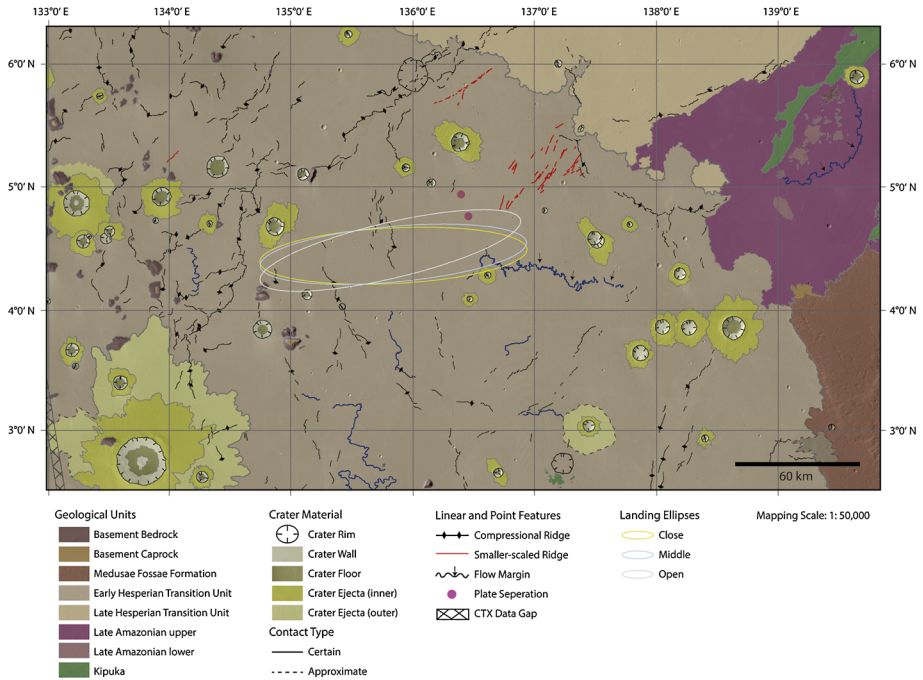 133°0' E 134°0' E 135°0' E 136°0' E 137°0' E 138°0' E 139°0' E
6°0' N 6°0' N
5°0' N 5°0' N
4°0' N 4°0' N
3°0' N 3°0' N
60 km
Geological Units
Basement Bedrock
Basement Caprock
Medusae Fossae Formation
Early Hesperian Transition Unit
Late Hesperian Transition Unit
Late Amazonian upper
Late Amazonian lower
Kipuka
Crater Material
Crater Rim
Crater Wall
Crater Floor
Crater Ejecta (inner)
Crater Ejecta (outer)
Contact Type
Certain
Approximate
Linear and Point Features
Compressional Ridge
Smaller-scaled Ridge
Flow Margin
Plate Seperation
CTX Data Gap
Landing Ellipses
Close
Middle
Open
Mapping Scale: 1: 50,000